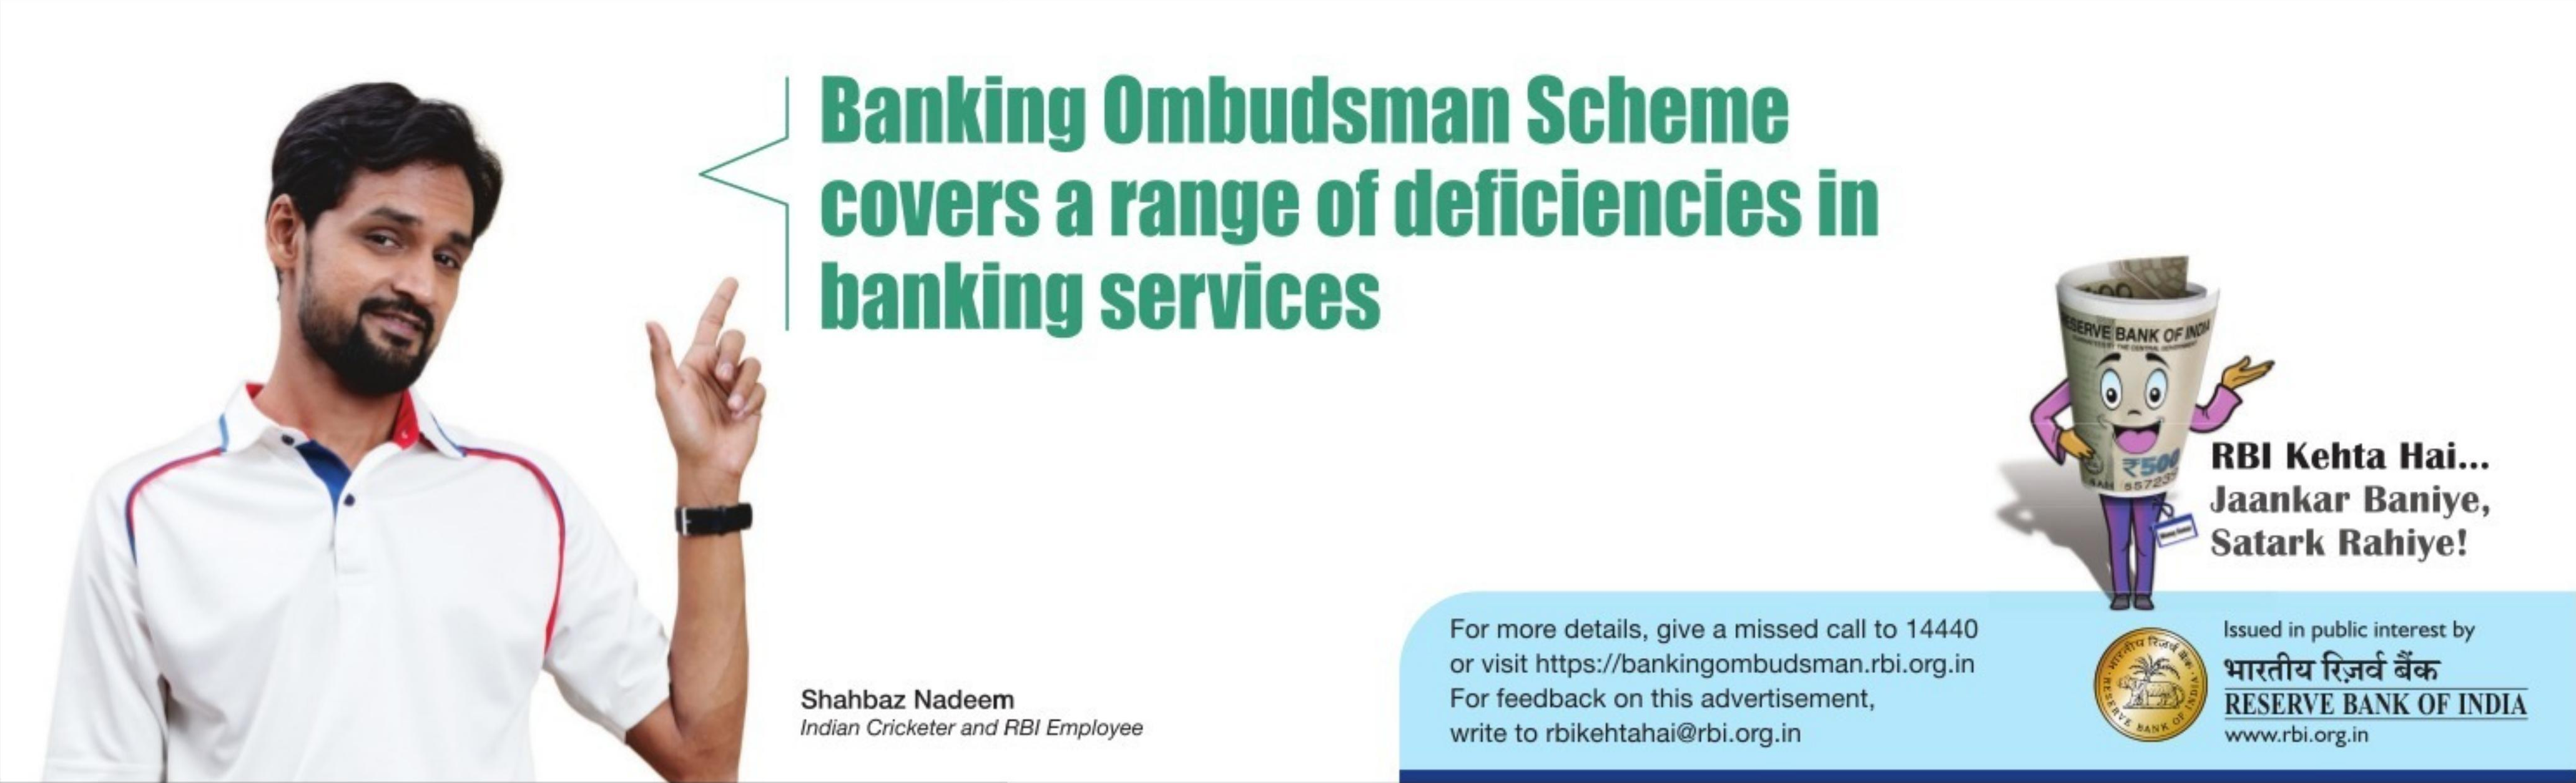 Banking Ombudsman Scheme
covers a range of deficiencies in
banking services
RESERVE BANK OF INDIA
₹500
RBI Kehta Hai...
Jaankar Baniye,
Satark Rahiye!
Shahbaz Nadeem
Indian Cricketer and RBI Employee
For more details, give a missed call to 14440
or visit https://bankingombudsman.rbi.org.in
For feedback on this advertisement,
write to rbikehtahai@rbi.org.in
भारतीय रिज़र्व बैंक
RESERVE BANK OF INDIA
Issued in public interest by
भारतीय रिज़र्व बैंक
RESERVE BANK OF INDIA
www.rbi.org.in